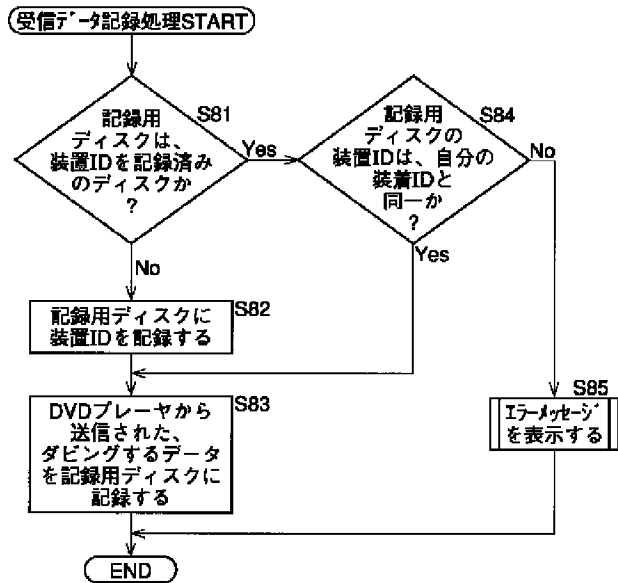 受信データ記録処理START
記録用
ディスクは、
装置IDを記録済み
のディスクか
?
S81
Yes
No
記録用
ディスクの
装置IDは、自分の
装着IDと
同一か
?
S84
No
Yes
記録用ディスクに
装置IDを記録する
S82
DVDプレーヤから
送信された、
ダビングするデータ
を記録用ディスクに
記録する
S83
S85
エラーメッセージ
を表示する
END